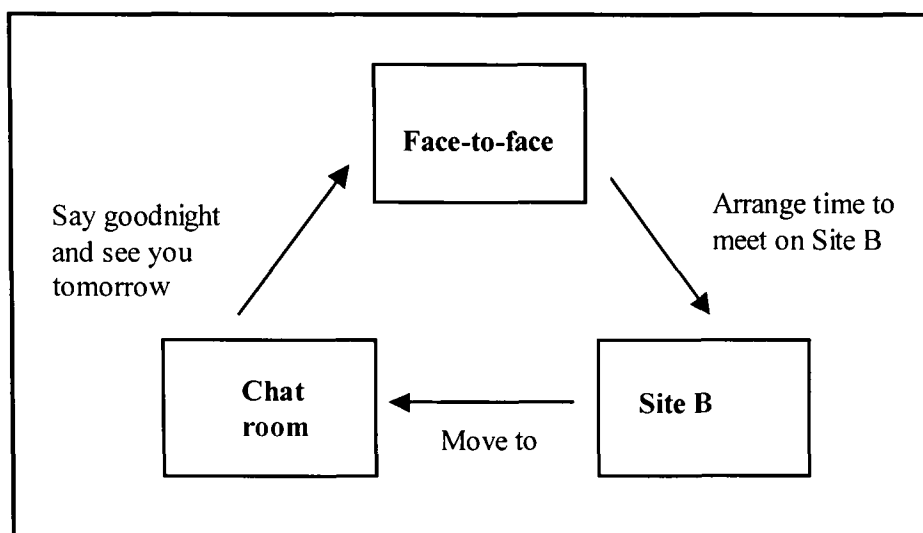 Face-to-face
Say goodnight
and see you
tomorrow
Arrange time to
meet on Site B
Chat
room
Move to
Site B